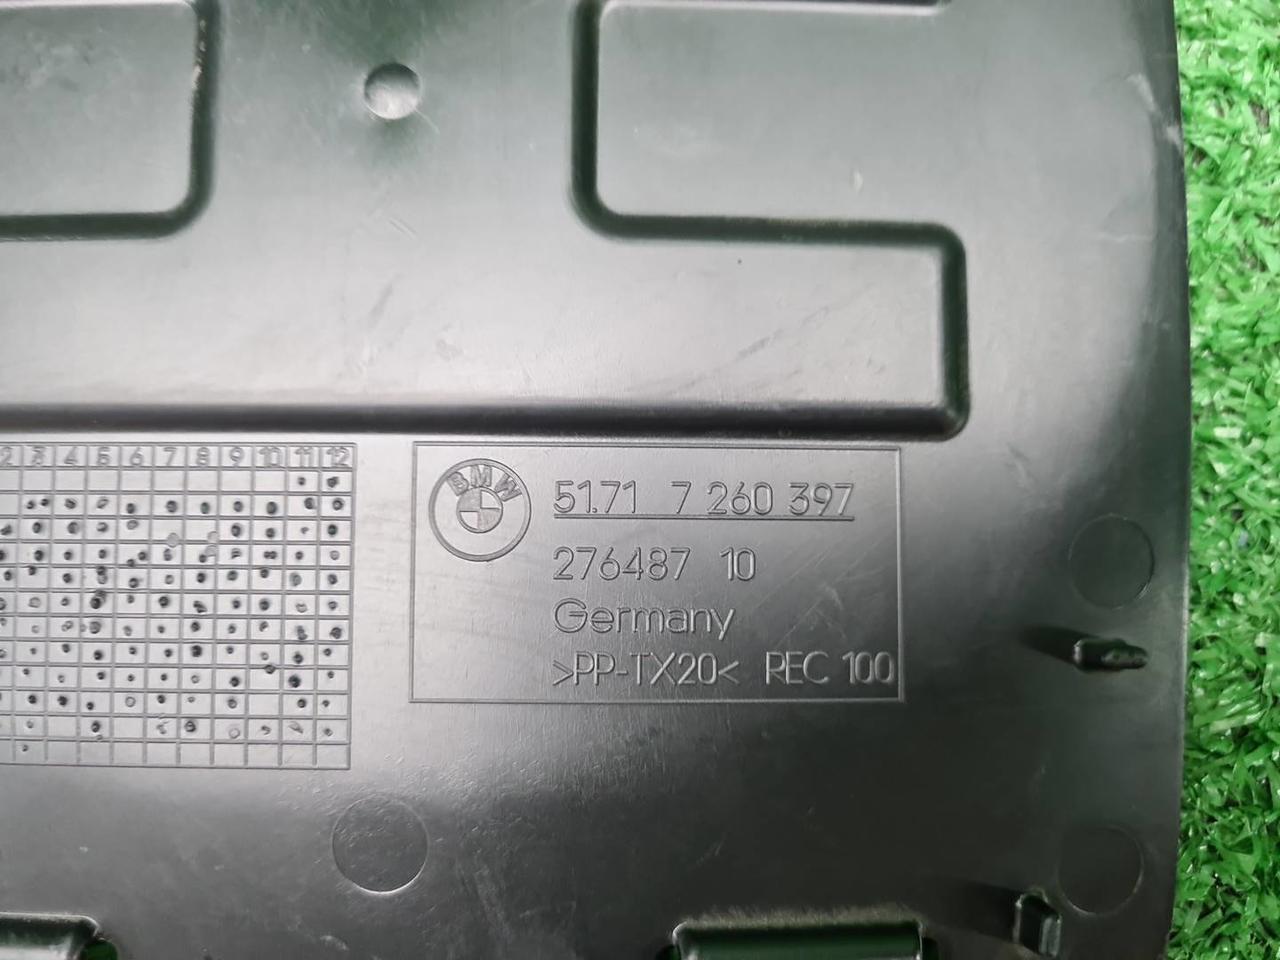 2 3 4 5 6 7 8 9 10 11 12
BMW
51.71 7 260 397
276487 10
Germany
>PP-TX20< REC 100